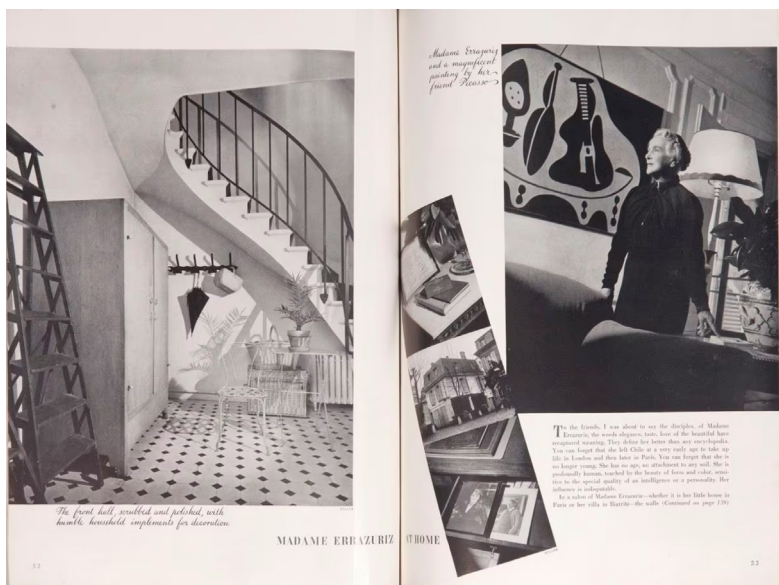 The front hall, scrubbed and polished, with
humble household implements for decoration.
MADAME ERRAZURIZ AT HOME
Madame Errazuriz
and a magnificent
painting by her
friend Picasso
To the friends, I was about to say the disciples, of Madame
Errazuriz, the words elegance, taste, love of the beautiful have
reacquired meaning. They define her better than any encyclopedia.
You can forget that she left Chile at a very early age to take up
life in London and then later in Paris. You can forget that she is
no longer young. She has no age, no attachment to any soil. She is
profoundly human, touched by the beauty of form and color, sensi-
tive to the special quality of an intelligence or a personality. Her
influence is indisputable.
In a salon of Madame Errazuriz—whether it is her little house in
Paris or her villa in Biarritz—the walls (Continued on page 139)